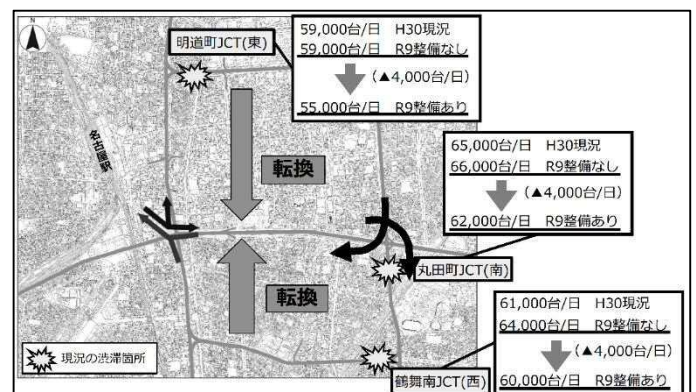 N
明道町JCT(東)
59,000台/日 H30現況
59,000台/日 R9整備なし
(▲4,000台/日)
55,000台/日 R9整備あり
名古屋駅
転換
65,000台/日 H30現況
66,000台/日 R9整備なし
(▲4,000台/日)
62,000台/日 R9整備あり
丸田町JCT(南)
転換
61,000台/日 H30現況
64,000台/日 R9整備なし
(▲4,000台/日)
60,000台/日 R9整備あり
鶴舞南JCT(西)
現況の渋滞箇所